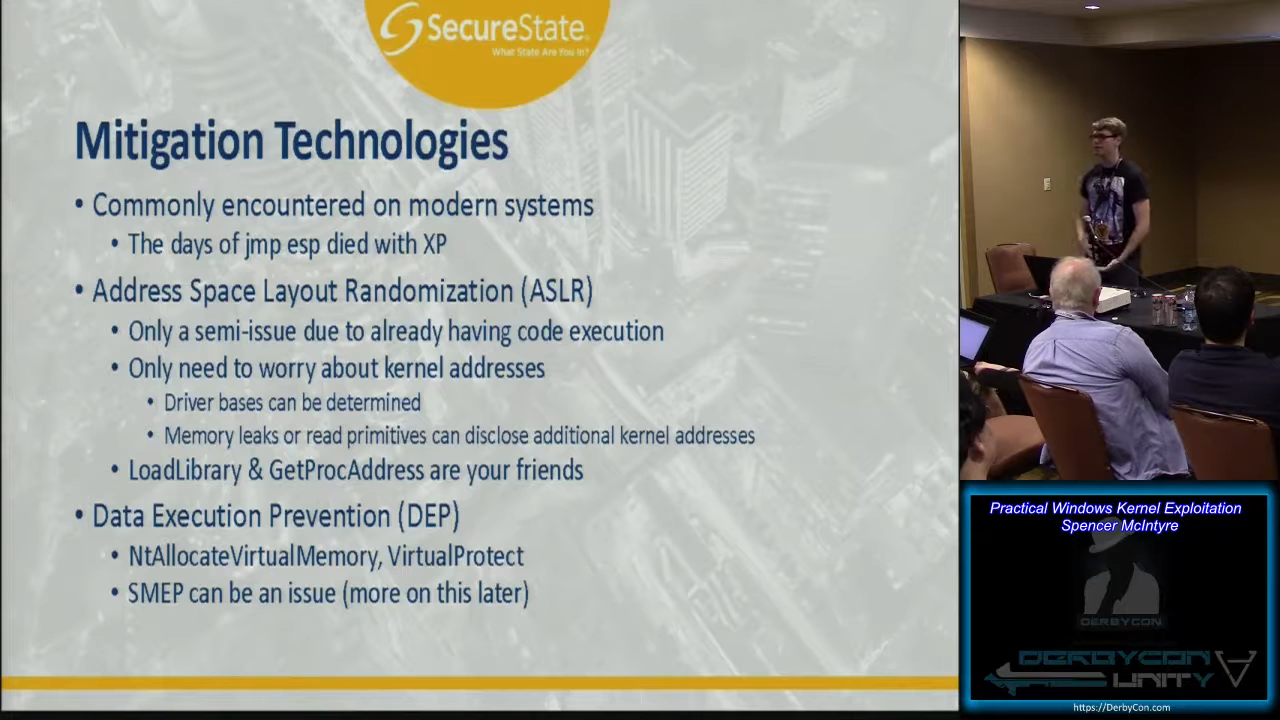 SecureState
What State Are You In?
Mitigation Technologies
• Commonly encountered on modern systems
• The days of jmp esp died with XP
• Address Space Layout Randomization (ASLR)
• Only a semi-issue due to already having code execution
• Only need to worry about kernel addresses
• Driver bases can be determined
• Memory leaks or read primitives can disclose additional kernel addresses
• LoadLibrary & GetProcAddress are your friends
• Data Execution Prevention (DEP)
• NtAllocateVirtualMemory, VirtualProtect
• SMEP can be an issue (more on this later)
Practical Windows Kernel Exploitation
Spencer McIntyre
DERBYCON
DERBYCON
UNITY
https://DerbyCon.com